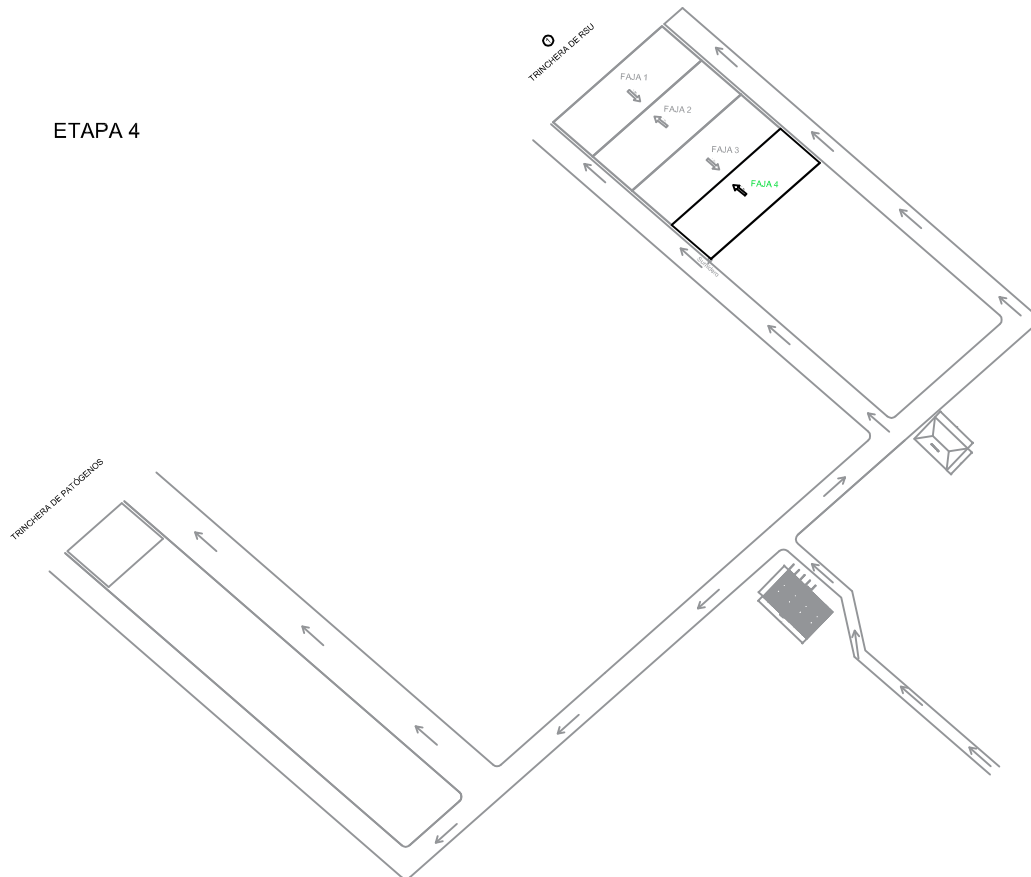 TRINCHERA DE RSU
ETAPA 4
FAJA 1
FAJA 2
FAJA 3
FAJA 4
TRINCHERA DE PATÓGENOS